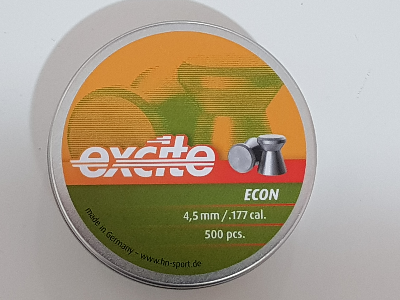 excite
ECON
4,5 mm / .177 cal.
500 pcs.
made in Germany - www.hn-sport.de